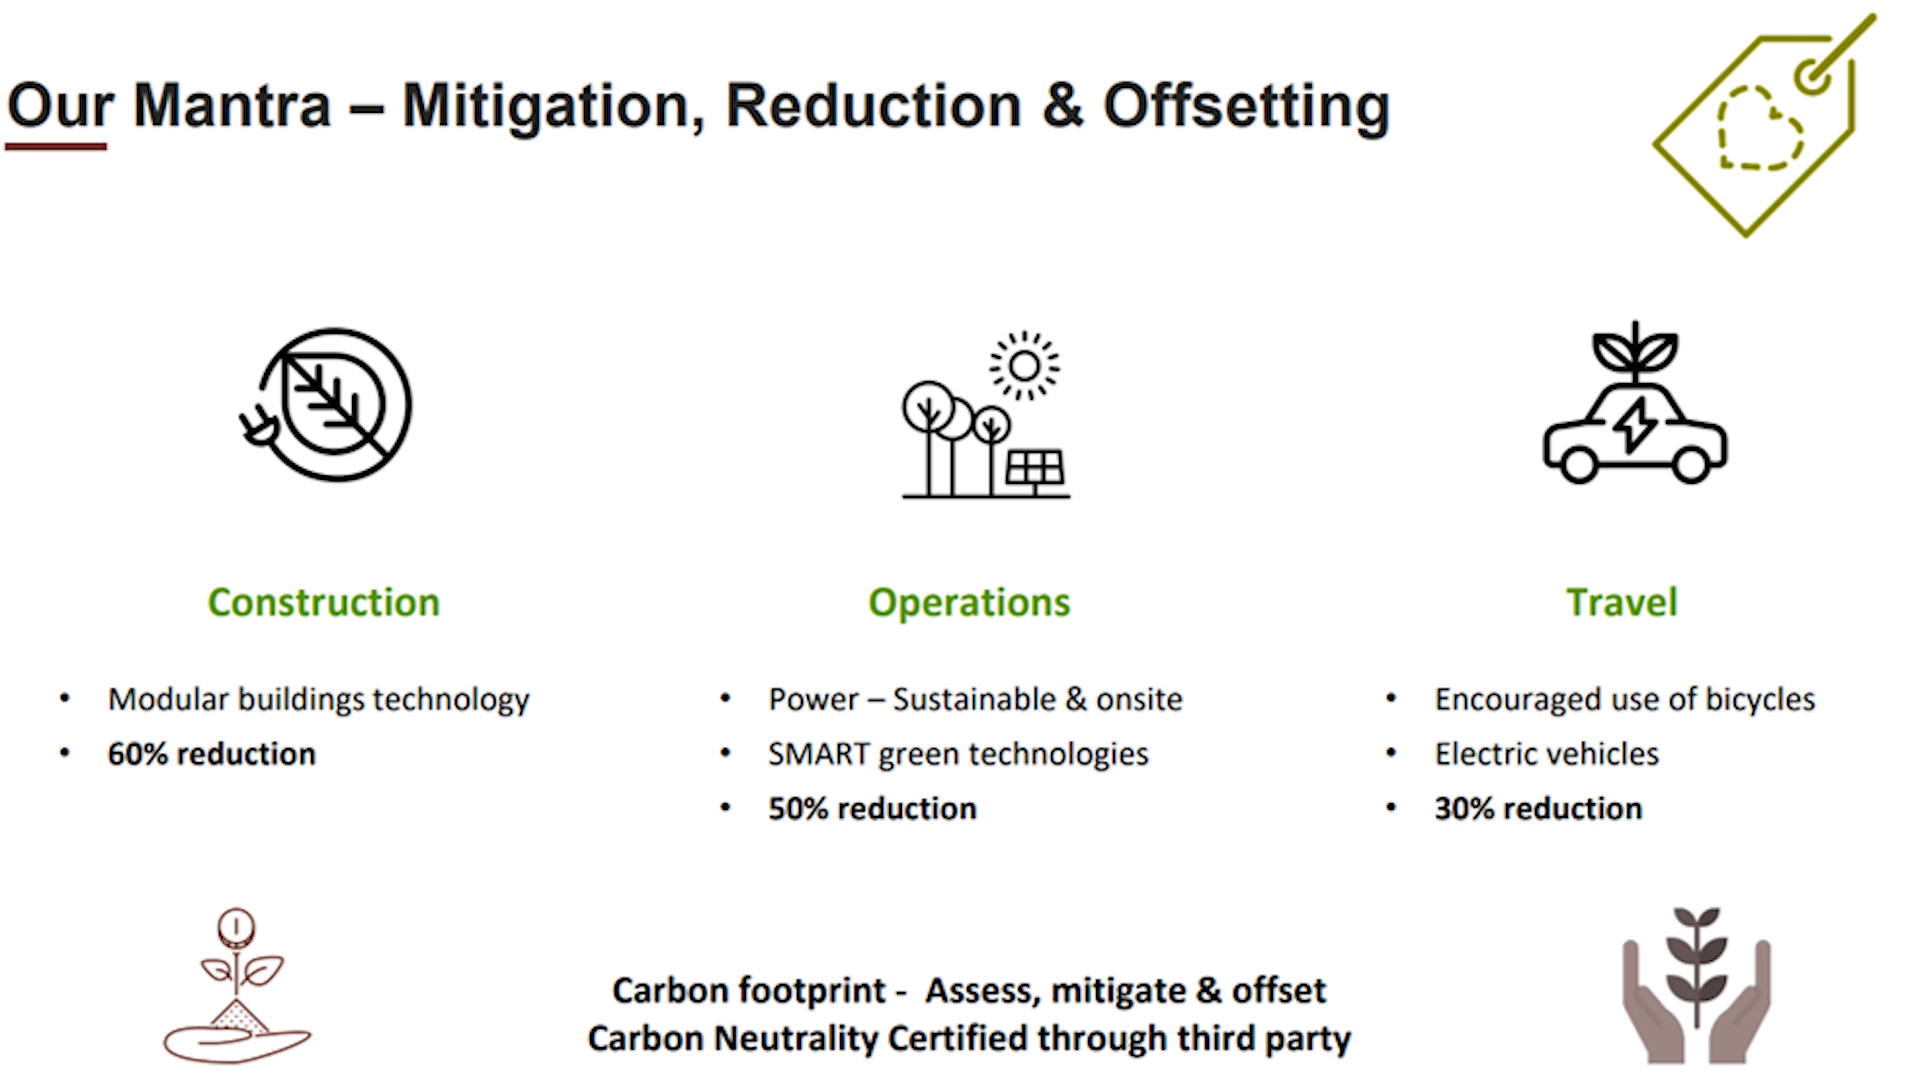 Our Mantra – Mitigation, Reduction & Offsetting
Construction
• Modular buildings technology
• 60% reduction
Operations
• Power – Sustainable & onsite
• SMART green technologies
• 50% reduction
Travel
• Encouraged use of bicycles
• Electric vehicles
• 30% reduction
Carbon footprint - Assess, mitigate & offset
Carbon Neutrality Certified through third party